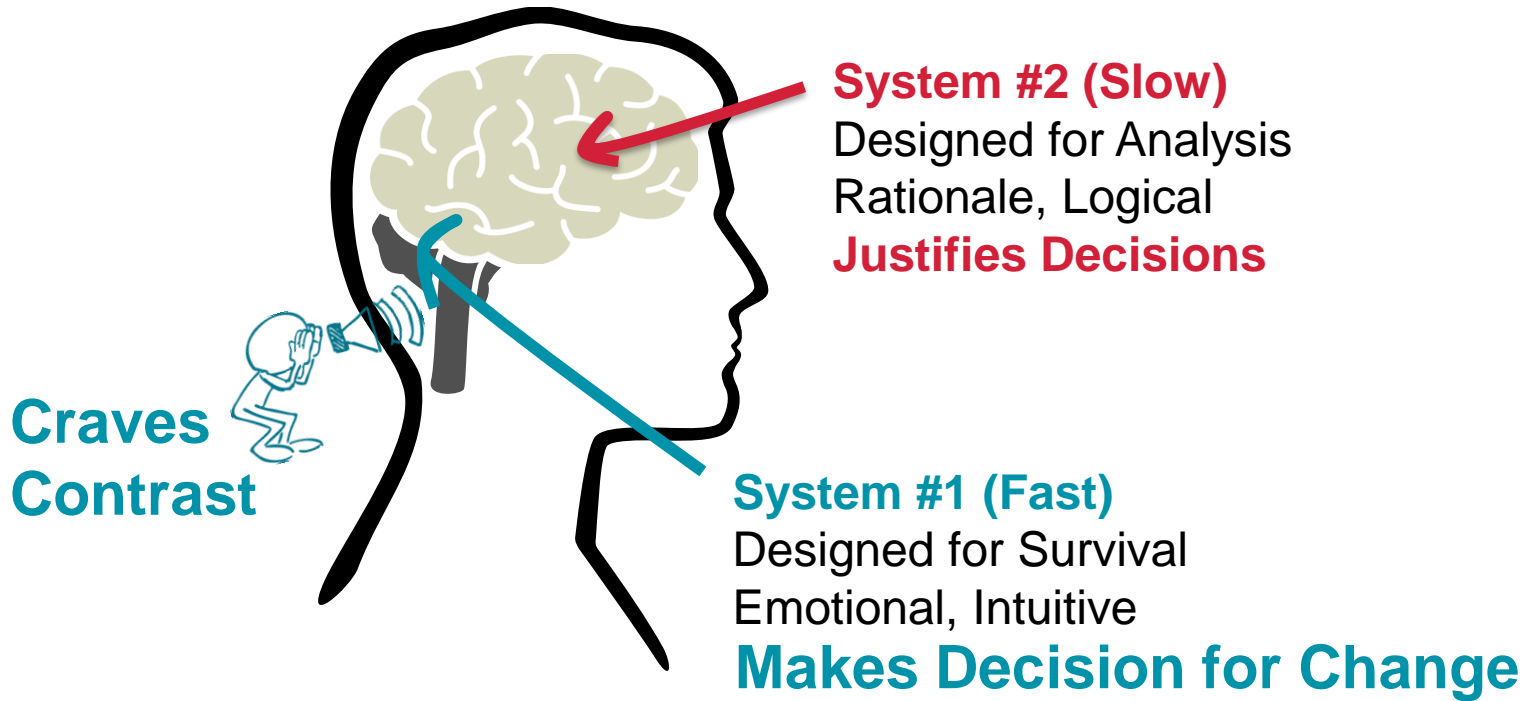 System #2 (Slow)
Designed for Analysis
Rationale, Logical
Justifies Decisions
Craves
Contrast
System #1 (Fast)
Designed for Survival
Emotional, Intuitive
Makes Decision for Change